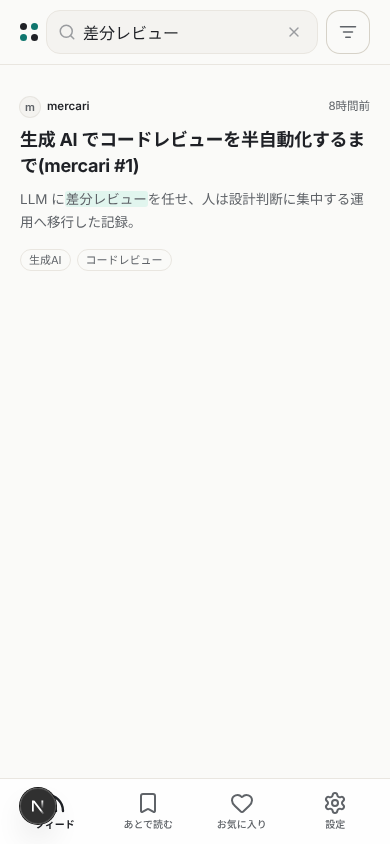 差分レビュー
m mercari 8時間前
生成 AI でコードレビューを半自動化するま
で(mercari #1)
LLM に差分レビューを任せ、人は設計判断に集中する運
用へ移行した記録。
生成AI コードレビュー
N
ィード あとで読む お気に入り 設定